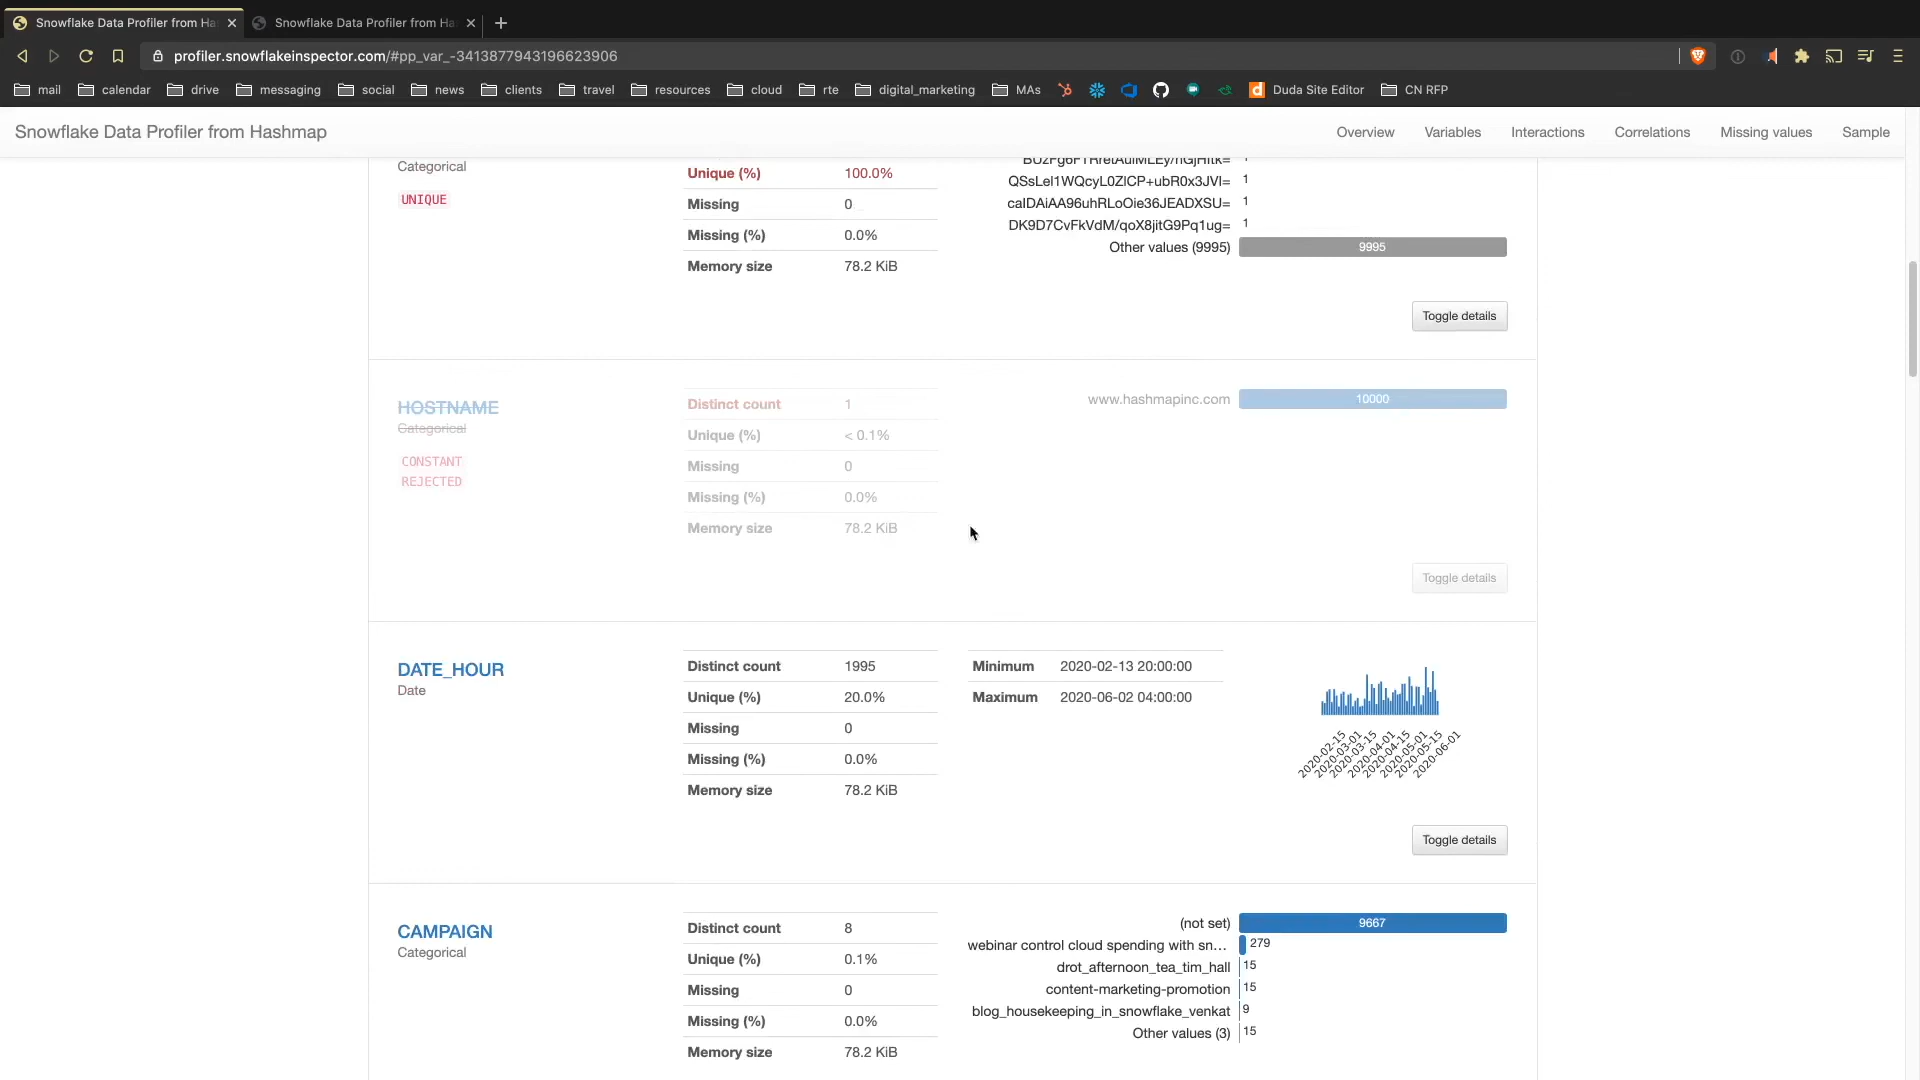 Snowflake Data Profiler from Ha
Snowflake Data Profiler from Ha
profiler.snowflakeinspector.com/#pp_var_-3413877943196623906
mail calendar drive messaging social news clients travel resources cloud rte digital_marketing MAs Duda Site Editor CN RFP
Snowflake Data Profiler from Hashmap
Overview Variables Interactions Correlations Missing values Sample
Categorical
UNIQUE
Unique (%) 100.0%
Missing 0
Missing (%) 0.0%
Memory size 78.2 KiB
1
QSsLel1WQcyL0ZlCP+ubR0x3JVI= 1
caIDAiAA96uhRLoOie36JEADXSU= 1
DK9D7CvFkVdM/qoX8jitG9Pq1ug= 1
Other values (9995) 9995
Toggle details
HOSTNAME
Categorical
CONSTANT
REJECTED
Distinct count 1
Unique (%) < 0.1%
Missing 0
Missing (%) 0.0%
Memory size 78.2 KiB
www.hashmapinc.com 10000
Toggle details
DATE_HOUR
Date
Distinct count 1995
Unique (%) 20.0%
Missing 0
Missing (%) 0.0%
Memory size 78.2 KiB
Minimum 2020-02-13 20:00:00
Maximum 2020-06-02 04:00:00
2020-02-15
2020-03-01
2020-03-15
2020-04-01
2020-04-15
2020-05-01
2020-05-15
2020-06-01
Toggle details
CAMPAIGN
Categorical
Distinct count 8
Unique (%) 0.1%
Missing 0
Missing (%) 0.0%
Memory size 78.2 KiB
(not set) 9667
webinar control cloud spending with sn... 279
drot_afternoon_tea_tim_hall 15
content-marketing-promotion 15
blog_housekeeping_in_snowflake_venkat 9
Other values (3) 15